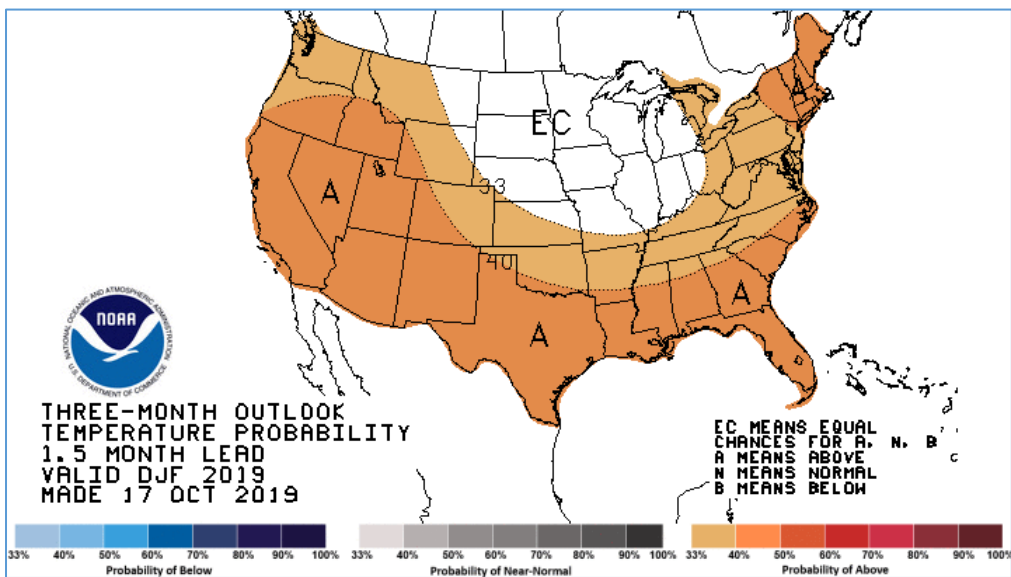 EC
A
33
40
A
A
A
NATIONAL OCEANIC AND ATMOSPHERIC ADMINISTRATION
NOAA
U.S. DEPARTMENT OF COMMERCE
THREE-MONTH OUTLOOK
TEMPERATURE PROBABILITY
1.5 MONTH LEAD
VALID DJF 2019
MADE 17 OCT 2019
EC MEANS EQUAL
CHANCES FOR A, N, B
A MEANS ABOVE
N MEANS NORMAL
B MEANS BELOW
33% 40% 50% 60% 70% 80% 90% 100%
Probability of Below
33% 40% 50% 60% 70% 80% 90% 100%
Probability of Near-Normal
33% 40% 50% 60% 70% 80% 90% 100%
Probability of Above